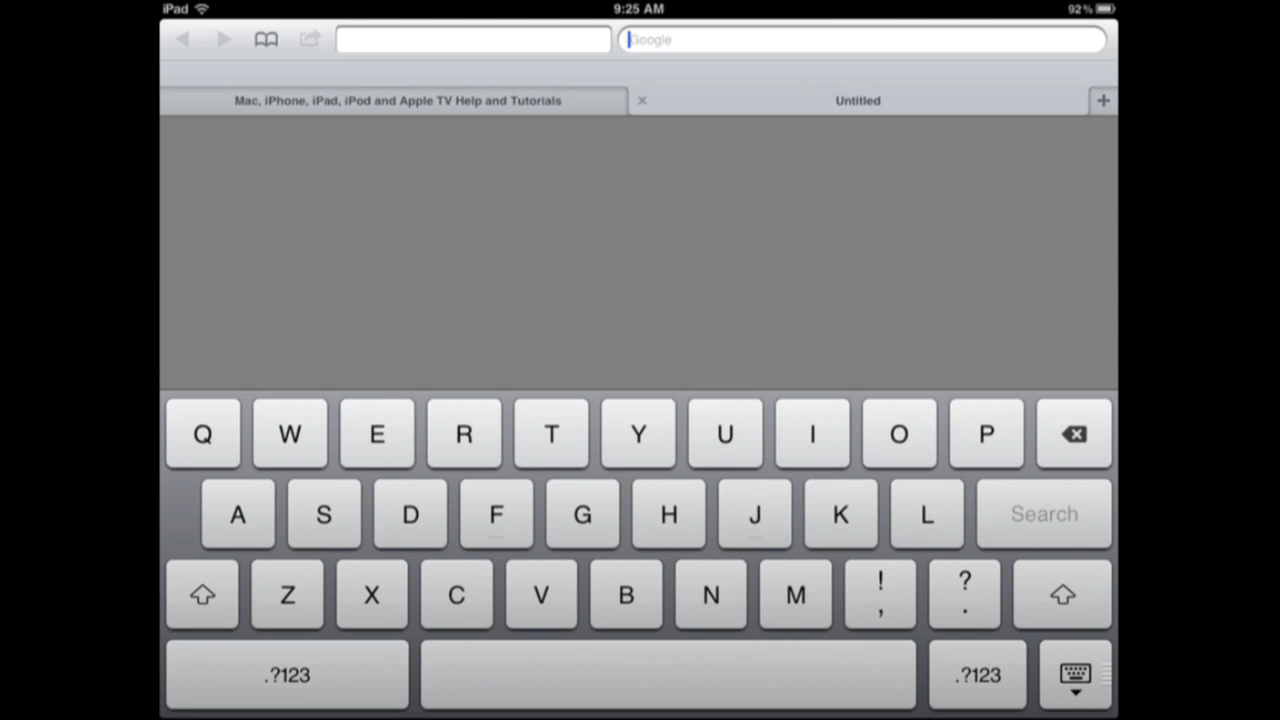 iPad 9:25 AM 92%
Google
Mac, iPhone, iPad, iPod and Apple TV Help and Tutorials Untitled
Q W E R T Y U I O P
A S D F G H J K L Search
! ?
Z X C V B N M , .
.?123 .?123